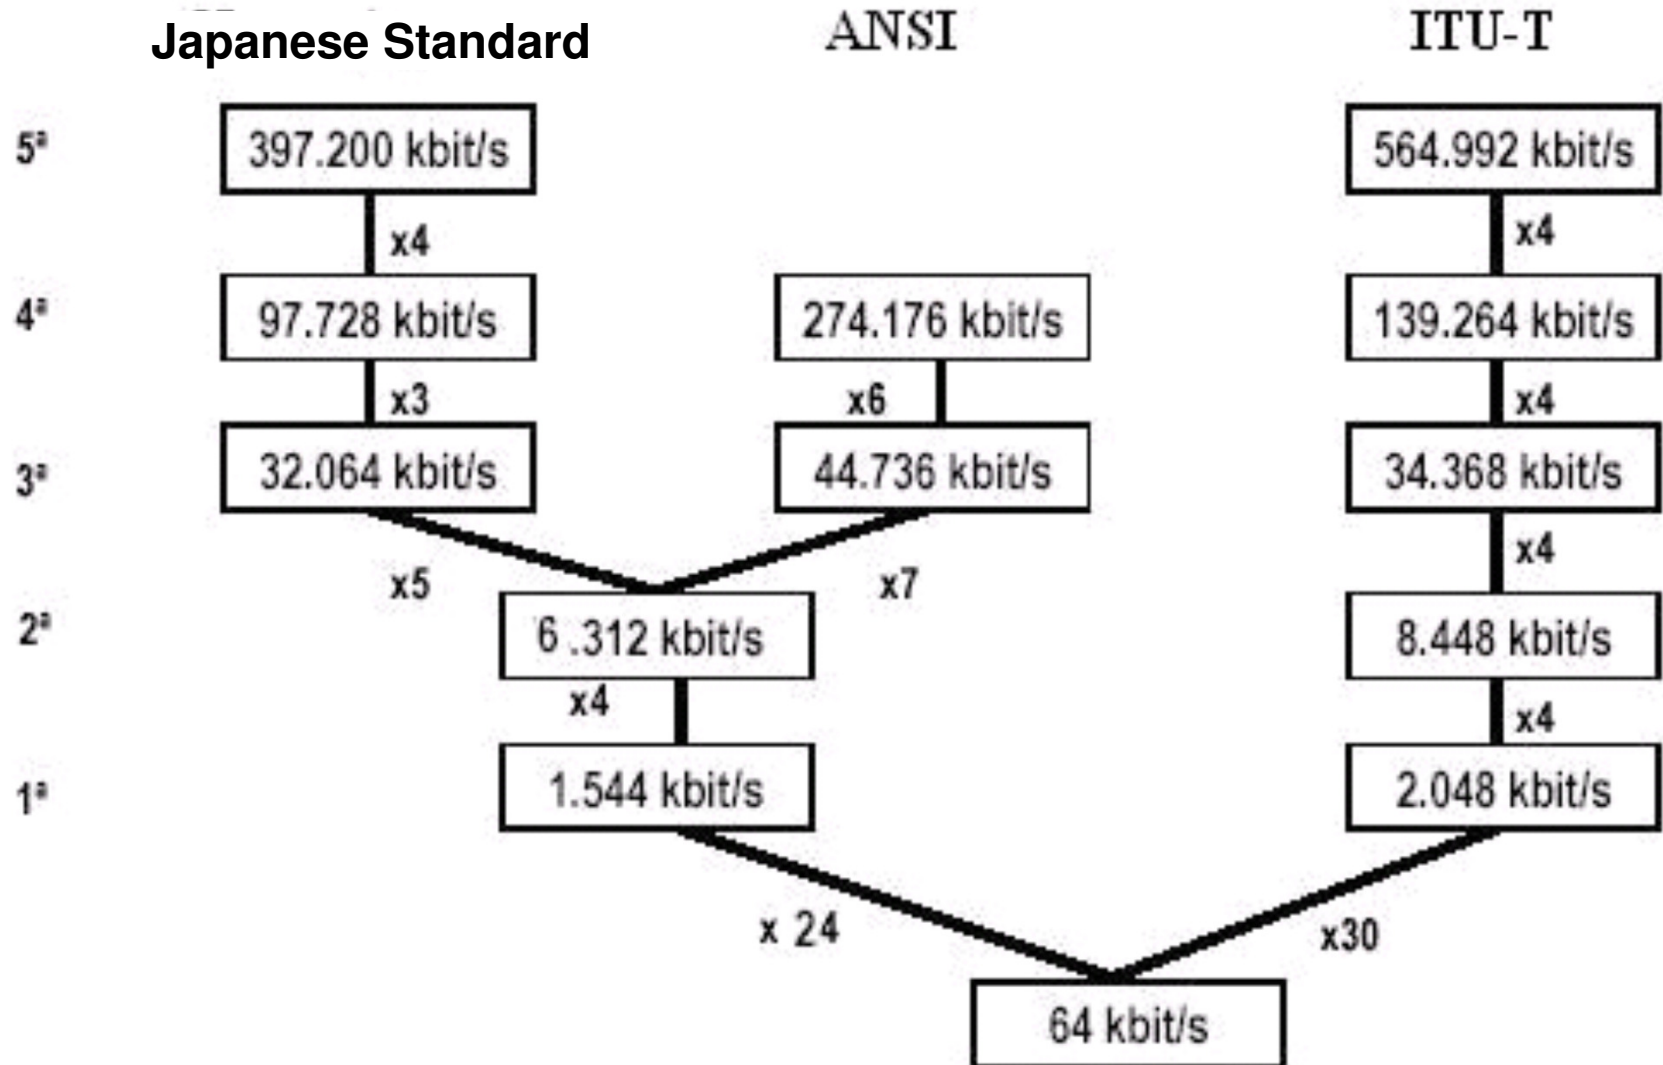 Japanese Standard ANSI ITU-T
5ª 397.200 kbit/s 564.992 kbit/s
x4 x4
4ª 97.728 kbit/s 274.176 kbit/s 139.264 kbit/s
x3 x6 x4
3ª 32.064 kbit/s 44.736 kbit/s 34.368 kbit/s
x5 x7 x4
2ª 6 .312 kbit/s 8.448 kbit/s
x4 x4
1ª 1.544 kbit/s 2.048 kbit/s
x 24 x30
64 kbit/s